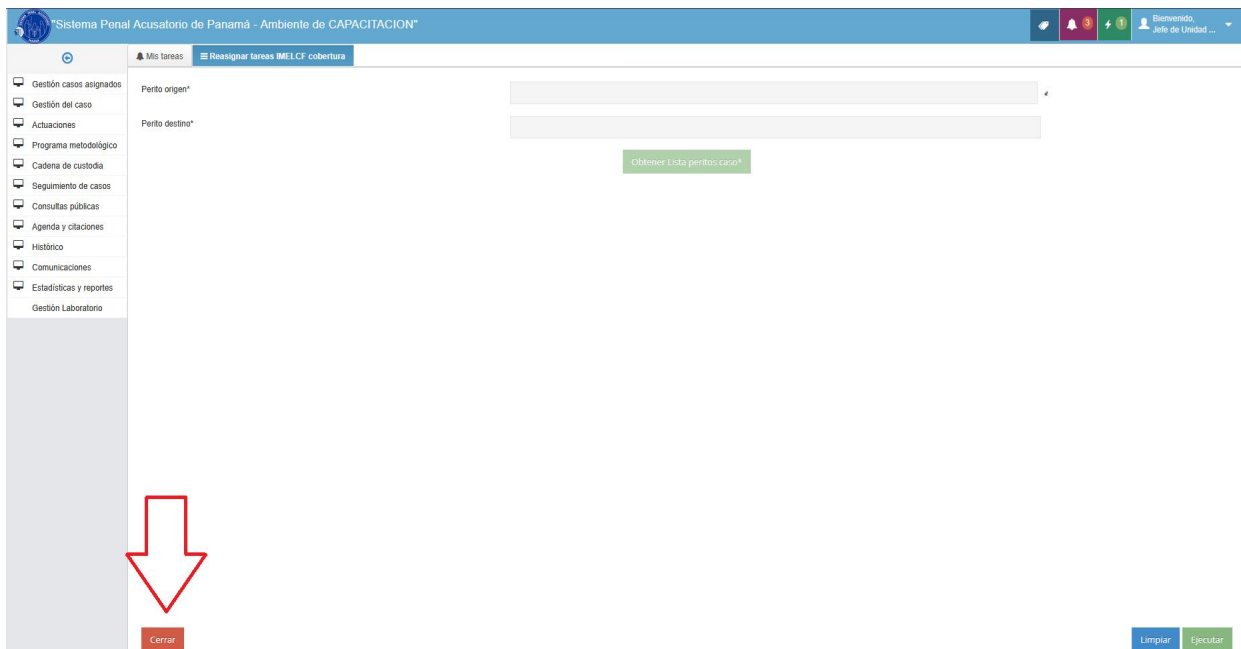 "Sistema Penal Acusatorio de Panamá - Ambiente de CAPACITACION"
3
1
Bienvenido,
Jefe de Unidad ...
Mis tareas
Reasignar tareas IMELCF cobertura
Gestión casos asignados
Gestión del caso
Actuaciones
Programa metodológico
Cadena de custodia
Seguimiento de casos
Consultas públicas
Agenda y citaciones
Histórico
Comunicaciones
Estadísticas y reportes
Gestión Laboratorio
Perito origen*
Perito destino*
Obtener Lista peritos caso*
Cerrar
Limpiar
Ejecutar